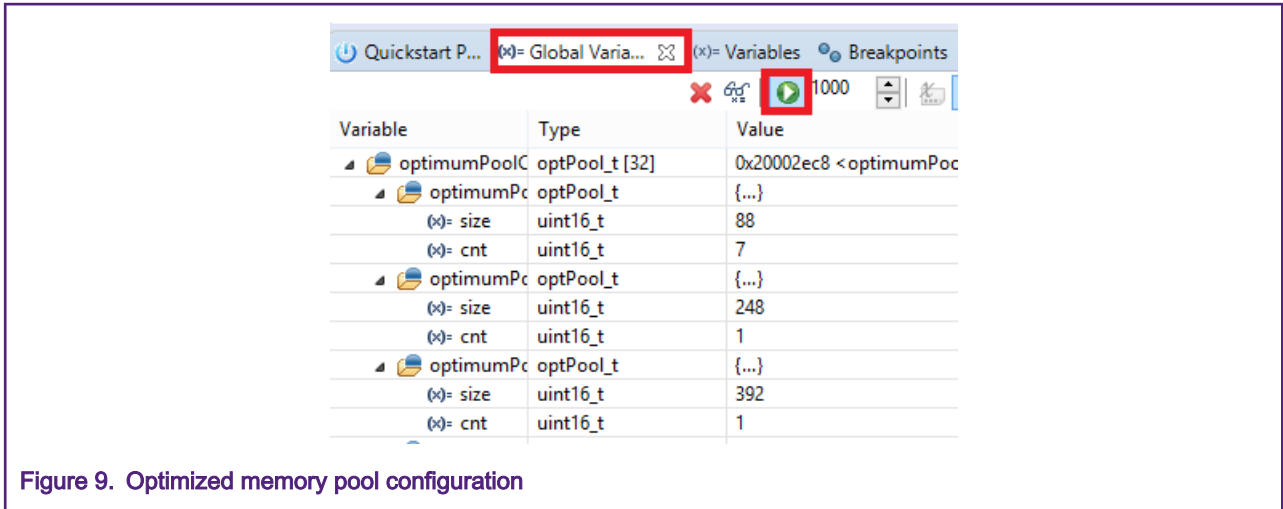 Quickstart P... (x)= Global Varia... (x)= Variables Breakpoints
1000
Variable Type Value
optimumPoolC optPool_t [32] 0x20002ec8 <optimumPoc
optimumPc optPool_t {...}
(x)= size uint16_t 88
(x)= cnt uint16_t 7
optimumPc optPool_t {...}
(x)= size uint16_t 248
(x)= cnt uint16_t 1
optimumPc optPool_t {...}
(x)= size uint16_t 392
(x)= cnt uint16_t 1
Figure 9. Optimized memory pool configuration